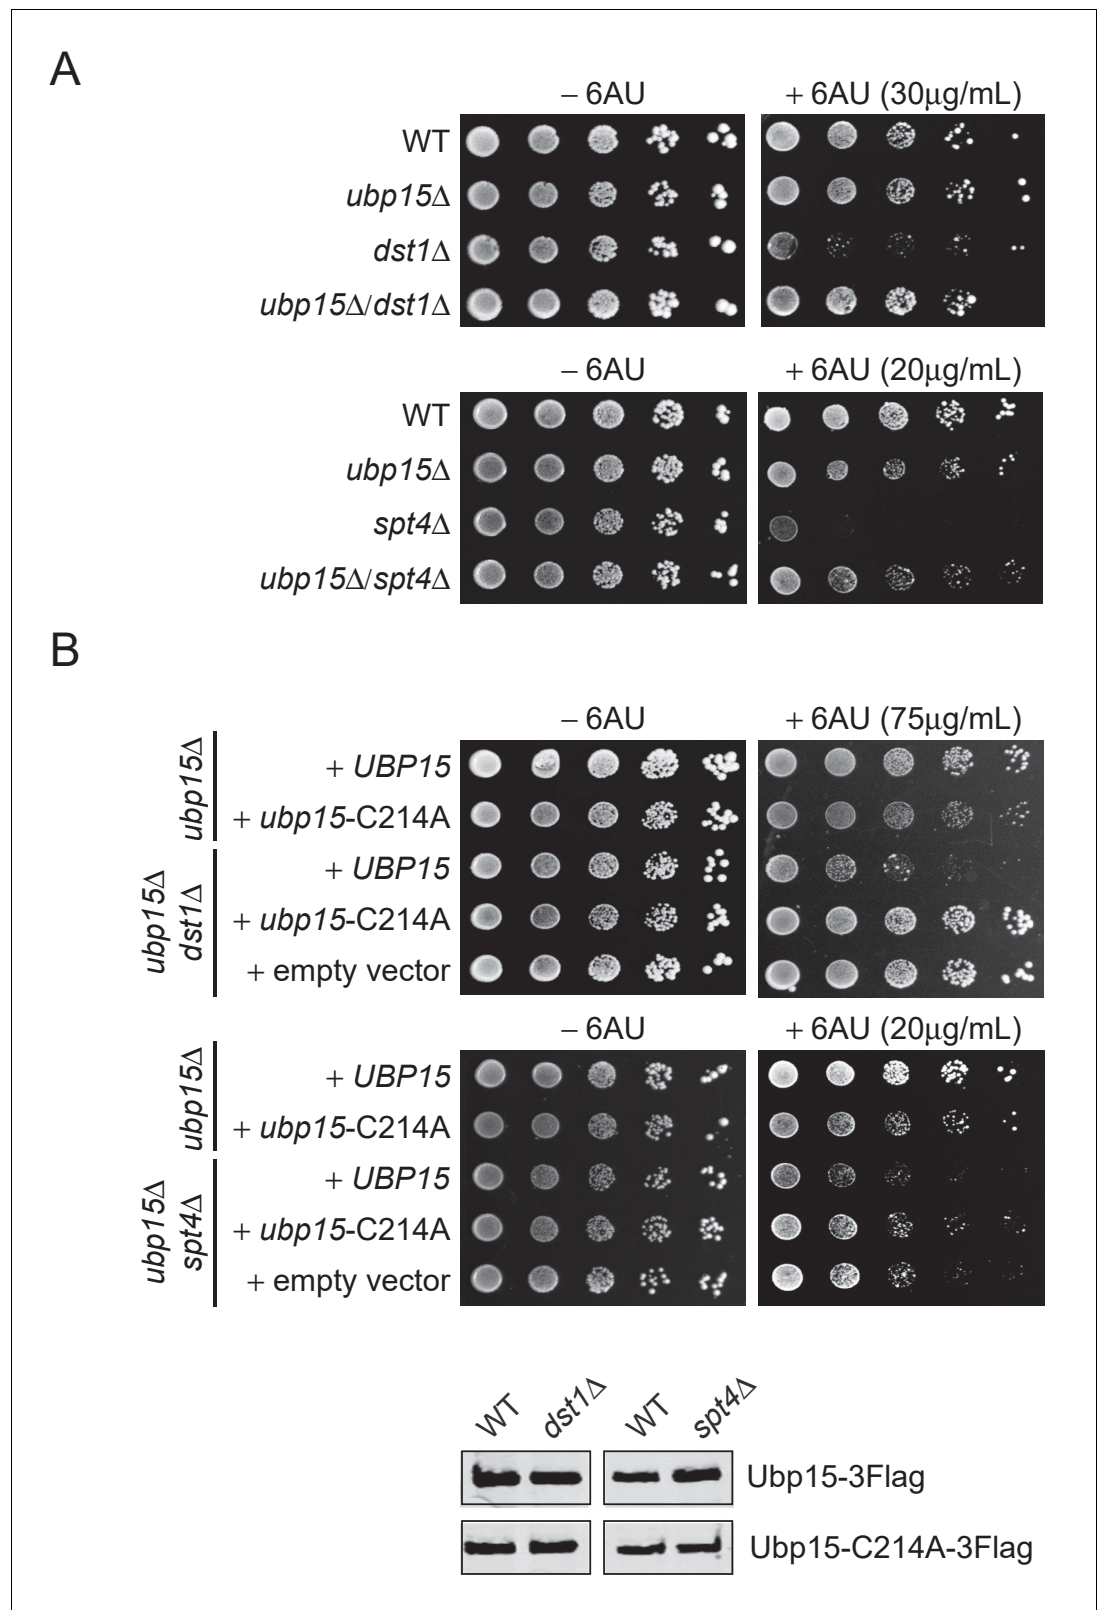 A
− 6AU + 6AU (30μg/mL)
WT
ubp15Δ
dst1Δ
ubp15Δ/dst1Δ
− 6AU + 6AU (20μg/mL)
WT
ubp15Δ
spt4Δ
ubp15Δ/spt4Δ
B
− 6AU + 6AU (75μg/mL)
ubp15Δ
+ UBP15
+ ubp15-C214A
ubp15Δ
dst1Δ
+ UBP15
+ ubp15-C214A
+ empty vector
− 6AU + 6AU (20μg/mL)
ubp15Δ
+ UBP15
+ ubp15-C214A
ubp15Δ
spt4Δ
+ UBP15
+ ubp15-C214A
+ empty vector
WT dst1Δ WT spt4Δ
Ubp15-3Flag
Ubp15-C214A-3Flag